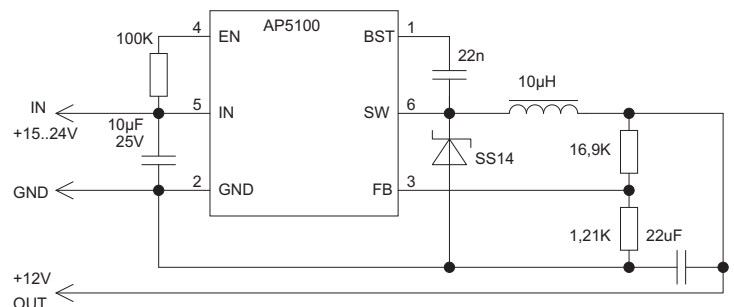 AP5100
4
EN
BST
1
100K
22n
10µH
IN
5
IN
SW
6
+15..24V
10µF
25V
SS14
16,9K
GND
2
GND
FB
3
1,21K
22uF
+12V
OUT